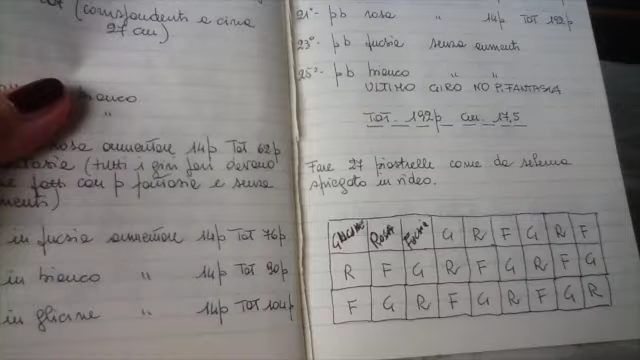 (corrispondenti a circa
27 cm)
bianco
"
rosa aumentare 14p TOT 62p
(tutti i giri pari devono
fatti con p fantasia e senza
in fucsia aumentare 14p TOT 76p
in bianco " 14p TOT 90p
in glicine " 14p TOT 104p
21°- pb rosa " 14p TOT 192p
23°- pb fucsia senza aumenti
25°- pb bianco " "
ULTIMO GIRO NO P.FANTASIA
TOT. 192p cm. 17,5
Fare 27 piastrelle come da schema
spiegato in video.
GLICINE ROSA FUCSIA G R F G R F
R F G R F G R F G
F G R F G R F G R